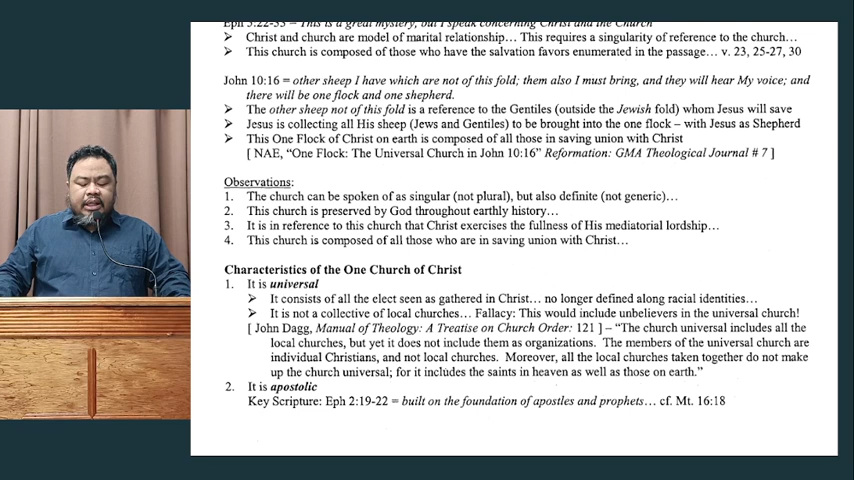 Eph 5:22-33 = This is a great mystery, but I speak concerning Christ and the Church
➤ Christ and church are model of marital relationship… This requires a singularity of reference to the church…
➤ This church is composed of those who have the salvation favors enumerated in the passage… v. 23, 25-27, 30
John 10:16 = other sheep I have which are not of this fold; them also I must bring, and they will hear My voice; and
there will be one flock and one shepherd.
➤ The other sheep not of this fold is a reference to the Gentiles (outside the Jewish fold) whom Jesus will save
➤ Jesus is collecting all His sheep (Jews and Gentiles) to be brought into the one flock – with Jesus as Shepherd
➤ This One Flock of Christ on earth is composed of all those in saving union with Christ
[ NAE, “One Flock: The Universal Church in John 10:16” Reformation: GMA Theological Journal # 7 ]
Observations:
1. The church can be spoken of as singular (not plural), but also definite (not generic)…
2. This church is preserved by God throughout earthly history…
3. It is in reference to this church that Christ exercises the fullness of His mediatorial lordship…
4. This church is composed of all those who are in saving union with Christ…
Characteristics of the One Church of Christ
1. It is universal
➤ It consists of all the elect seen as gathered in Christ… no longer defined along racial identities…
➤ It is not a collective of local churches… Fallacy: This would include unbelievers in the universal church!
[ John Dagg, Manual of Theology: A Treatise on Church Order: 121 ] – “The church universal includes all the
local churches, but yet it does not include them as organizations. The members of the universal church are
individual Christians, and not local churches. Moreover, all the local churches taken together do not make
up the church universal; for it includes the saints in heaven as well as those on earth.”
2. It is apostolic
Key Scripture: Eph 2:19-22 = built on the foundation of apostles and prophets… cf. Mt. 16:18